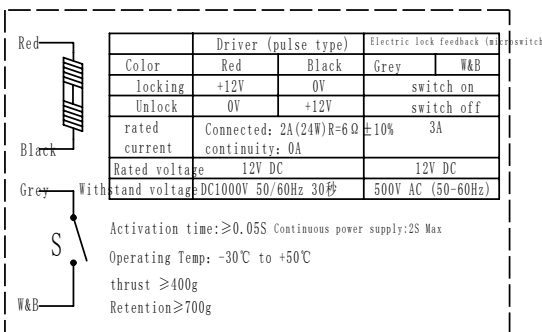 Red
Black
Grey
S
W&B
Driver (pulse type) Electric lock feedback (microswitch
Color Red Black Grey W&B
locking +12V 0V switch on
Unlock 0V +12V switch off
rated current Connected: 2A(24W)R=6Ω±10% continuity: 0A 3A
Rated voltage 12V DC 12V DC
Withstand voltage DC1000V 50/60Hz 30秒 500V AC (50-60Hz)
Activation time:≥0.05S Continuous power supply:2S Max
Operating Temp: -30℃ to +50℃
thrust ≥400g
Retention≥700g